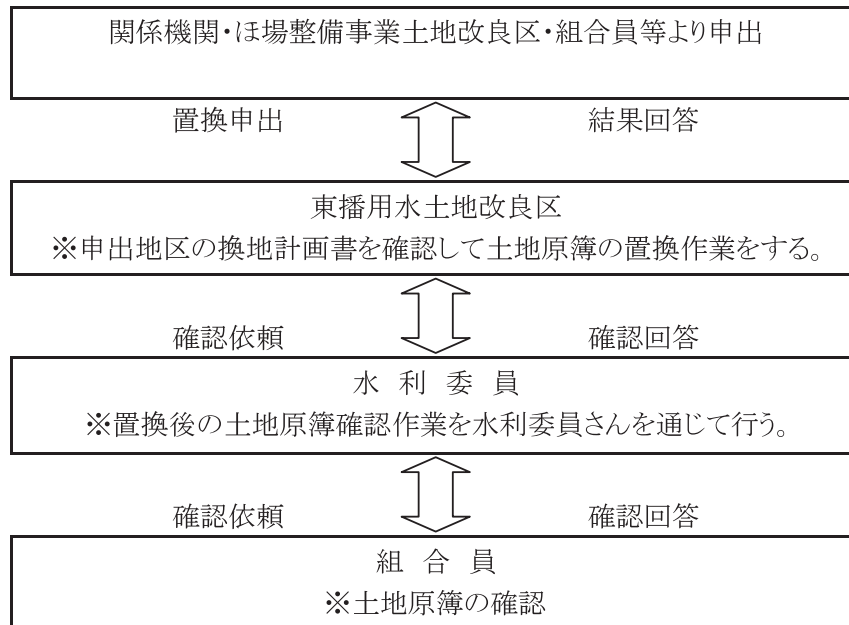 関係機関・ほ場整備事業土地改良区・組合員等より申出
置換申出 結果回答
東播用水土地改良区
※申出地区の換地計画書を確認して土地原簿の置換作業をする。
確認依頼 確認回答
水 利 委 員
※置換後の土地原簿確認作業を水利委員さんを通じて行う。
確認依頼 確認回答
組 合 員
※土地原簿の確認